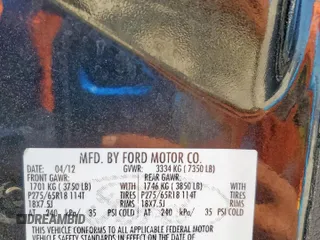 MFD. BY FORD MOTOR CO.
DATE: 04/12 GVWR: 3334 KG ( 7350 LB)
FRONT GAWR: REAR GAWR:
1701 KG ( 3750 LB) WITH 1746 KG ( 3850 LB) WITH
P275/65R18 114T TIRES P275/65R18 114T TIRES
18X7.5J RIMS 18X7.5J RIMS
AT 240 kPa/ 35 PSI COLD AT 240 kPa/ 35 PSI COLD
THIS VEHICLE CONFORMS TO ALL APPLICABLE FEDERAL MOTOR
VEHICLE SAFETY STANDARDS IN EFFECT ON THE DATE OF
DREAMBID